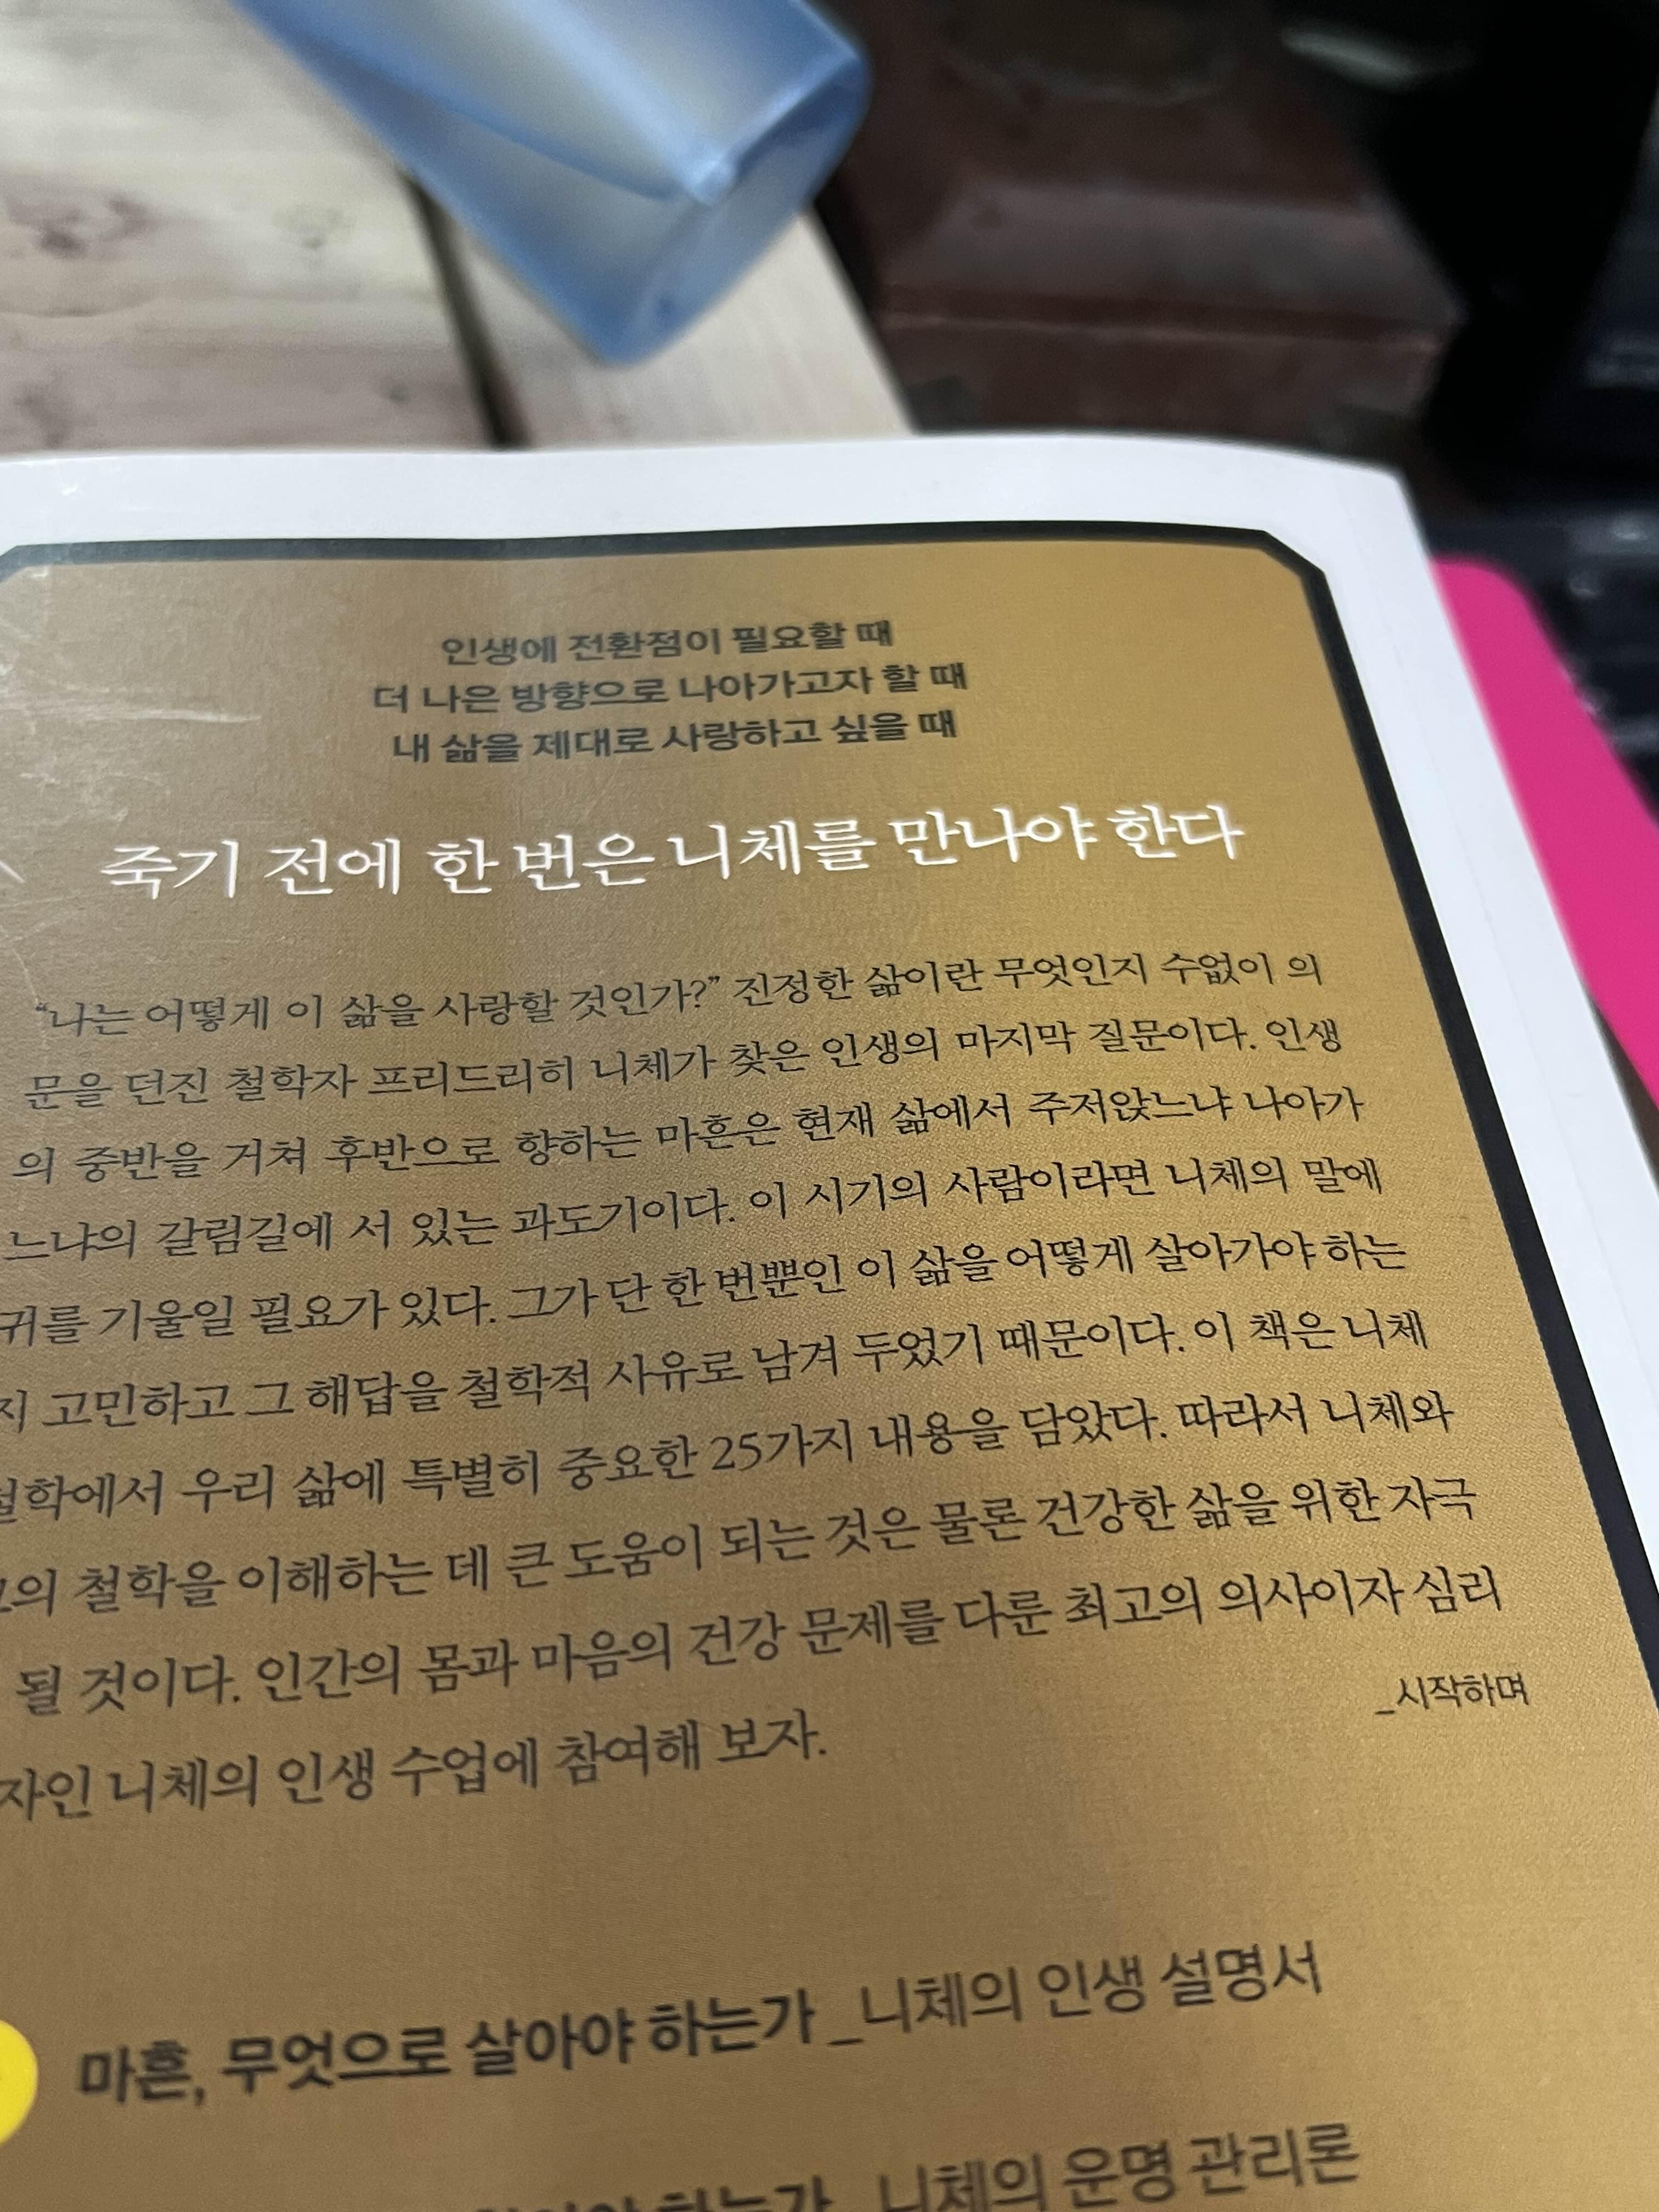 인생에 전환점이 필요할 때
더 나은 방향으로 나아가고자 할 때
내 삶을 제대로 사랑하고 싶을 때
죽기 전에 한 번은 니체를 만나야 한다
“나는 어떻게 이 삶을 사랑할 것인가?” 진정한 삶이란 무엇인지 수없이 의
문을 던진 철학자 프리드리히 니체가 찾은 인생의 마지막 질문이다. 인생
의 중반을 거쳐 후반으로 향하는 마흔은 현재 삶에서 주저앉느냐 나아가
느냐의 갈림길에 서 있는 과도기이다. 이 시기의 사람이라면 니체의 말에
귀를 기울일 필요가 있다. 그가 단 한 번뿐인 이 삶을 어떻게 살아가야 하는
지 고민하고 그 해답을 철학적 사유로 남겨 두었기 때문이다. 이 책은 니체
철학에서 우리 삶에 특별히 중요한 25가지 내용을 담았다. 따라서 니체와
그의 철학을 이해하는 데 큰 도움이 되는 것은 물론 건강한 삶을 위한 자극
될 것이다. 인간의 몸과 마음의 건강 문제를 다룬 최고의 의사이자 심리
자인 니체의 인생 수업에 참여해 보자.
_시작하며
마흔, 무엇으로 살아야 하는가 _니체의 인생 설명서
하는가 _니체의 운명 관리론